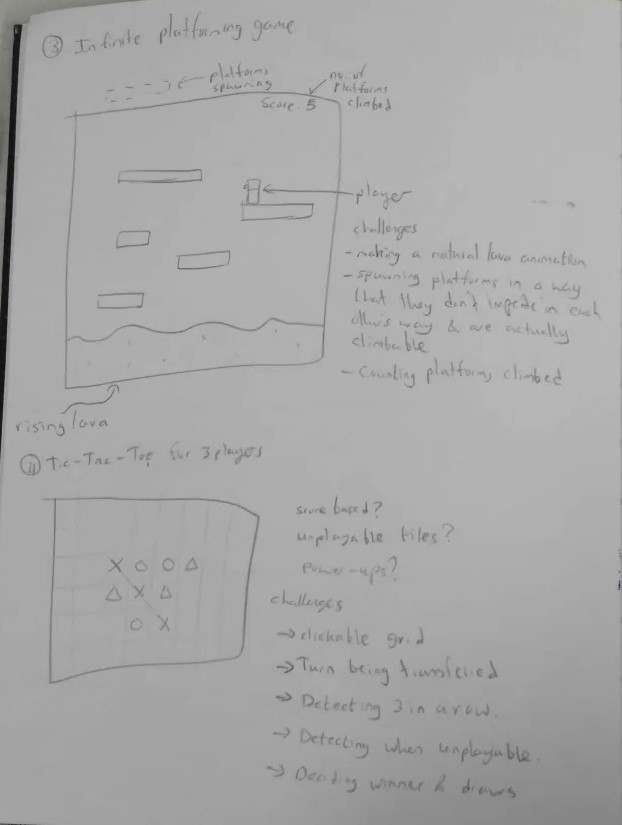 ③ Infinite platforming game
platforms
spawning
no. of
Platforms
climbed
Score: 5
player
challenges
- making a natural lava animation
- spawning platforms in a way
that they don't impede in each
other's way & are actually
climbable
- Counting platforms climbed
rising lava
④ Tic-Tac-Toe for 3 players
score based?
unplayable tiles?
Power-ups?
X O O △
△ X △
O X
challenges
→ clickable grid
→ Turn being transferred
→ Detecting 3 in a row.
→ Detecting when unplayable.
→ Deciding winner & draws